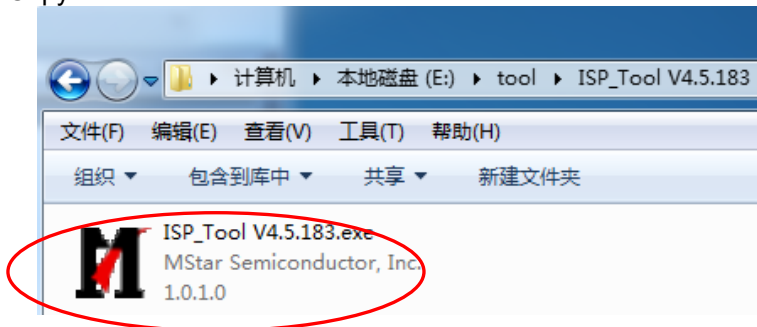 计算机 ▸ 本地磁盘 (E:) ▸ tool ▸ ISP_Tool V4.5.183
文件(F) 编辑(E) 查看(V) 工具(T) 帮助(H)
组织 包含到库中 共享 新建文件夹
ISP_Tool V4.5.183.exe
MStar Semiconductor, Inc.
1.0.1.0